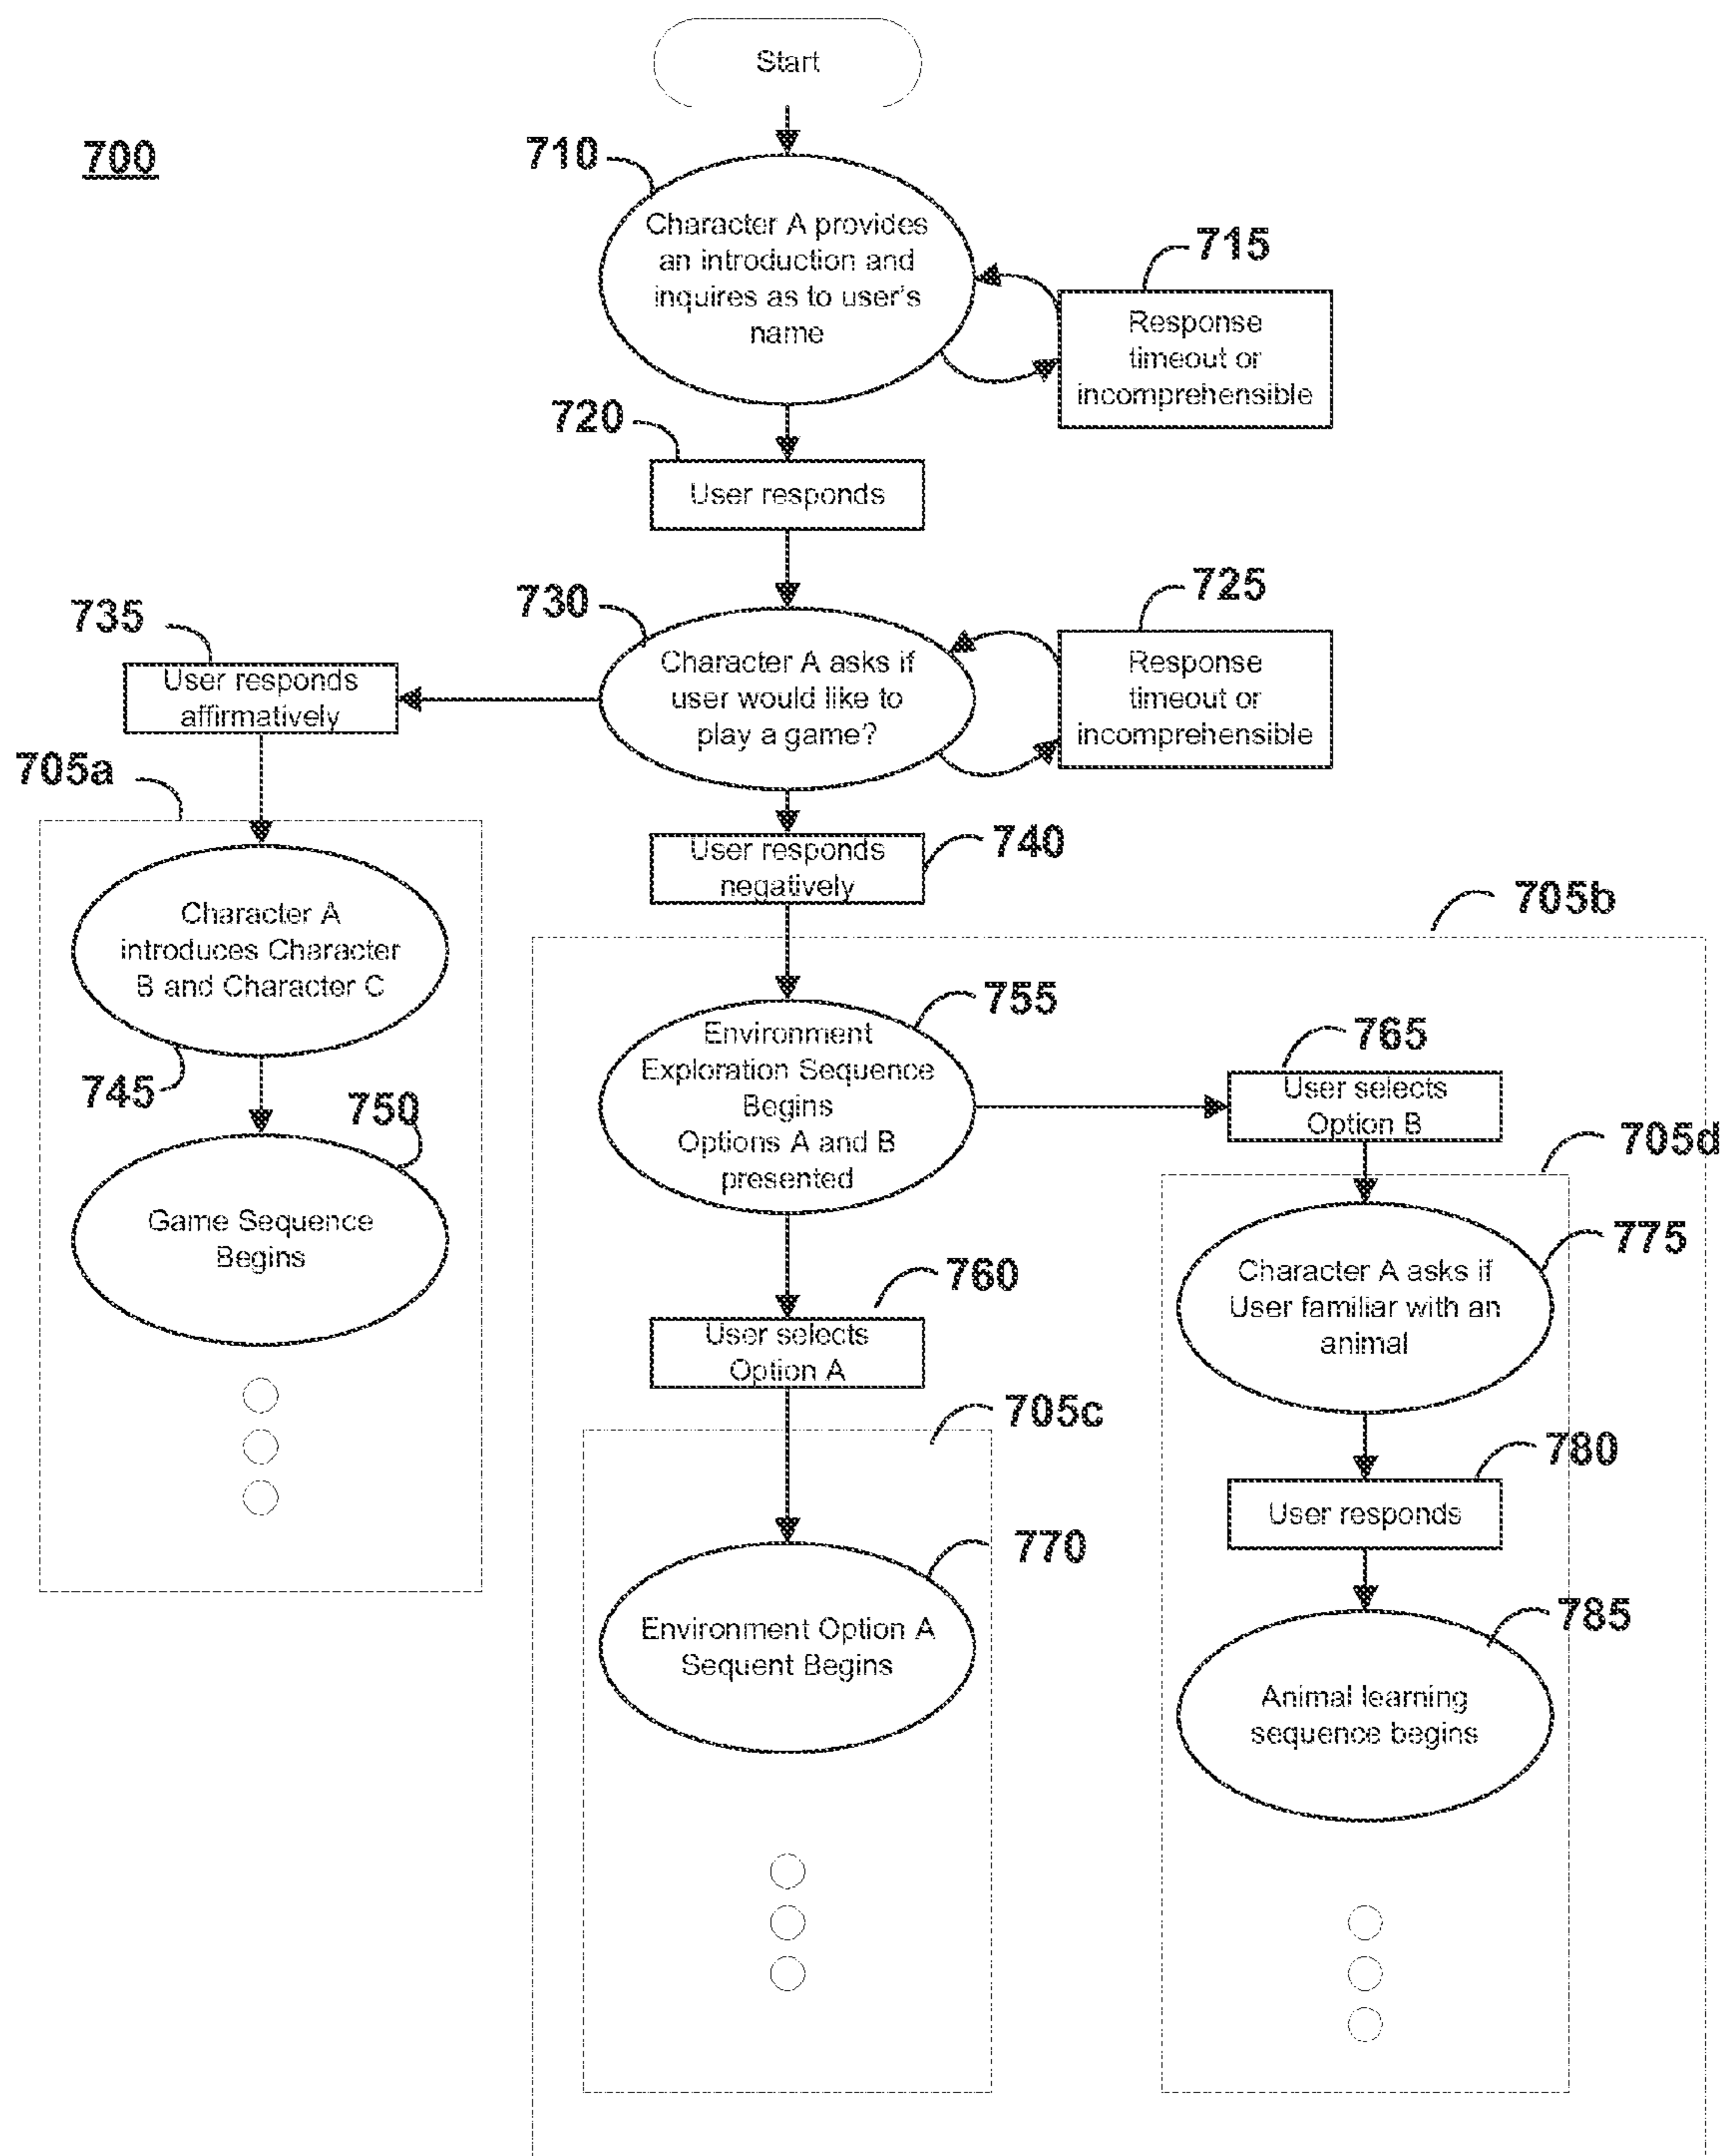 Start
700
710
Character A provides
an introduction and
inquires as to user's
name
715
Response
timeout or
incomprehensible
720
User responds
730
Character A asks if
user would like to
play a game?
725
Response
timeout or
incomprehensible
735
User responds
affirmatively
705a
740
User responds
negatively
705b
Character A
introduces Character
B and Character C
745
750
Game Sequence
Begins
755
Environment
Exploration Sequence
Begins
Options A and B
presented
765
User selects
Option B
705d
760
User selects
Option A
775
Character A asks if
User familiar with an
animal
705c
780
User responds
770
Environment Option A
Sequent Begins
785
Animal learning
sequence begins